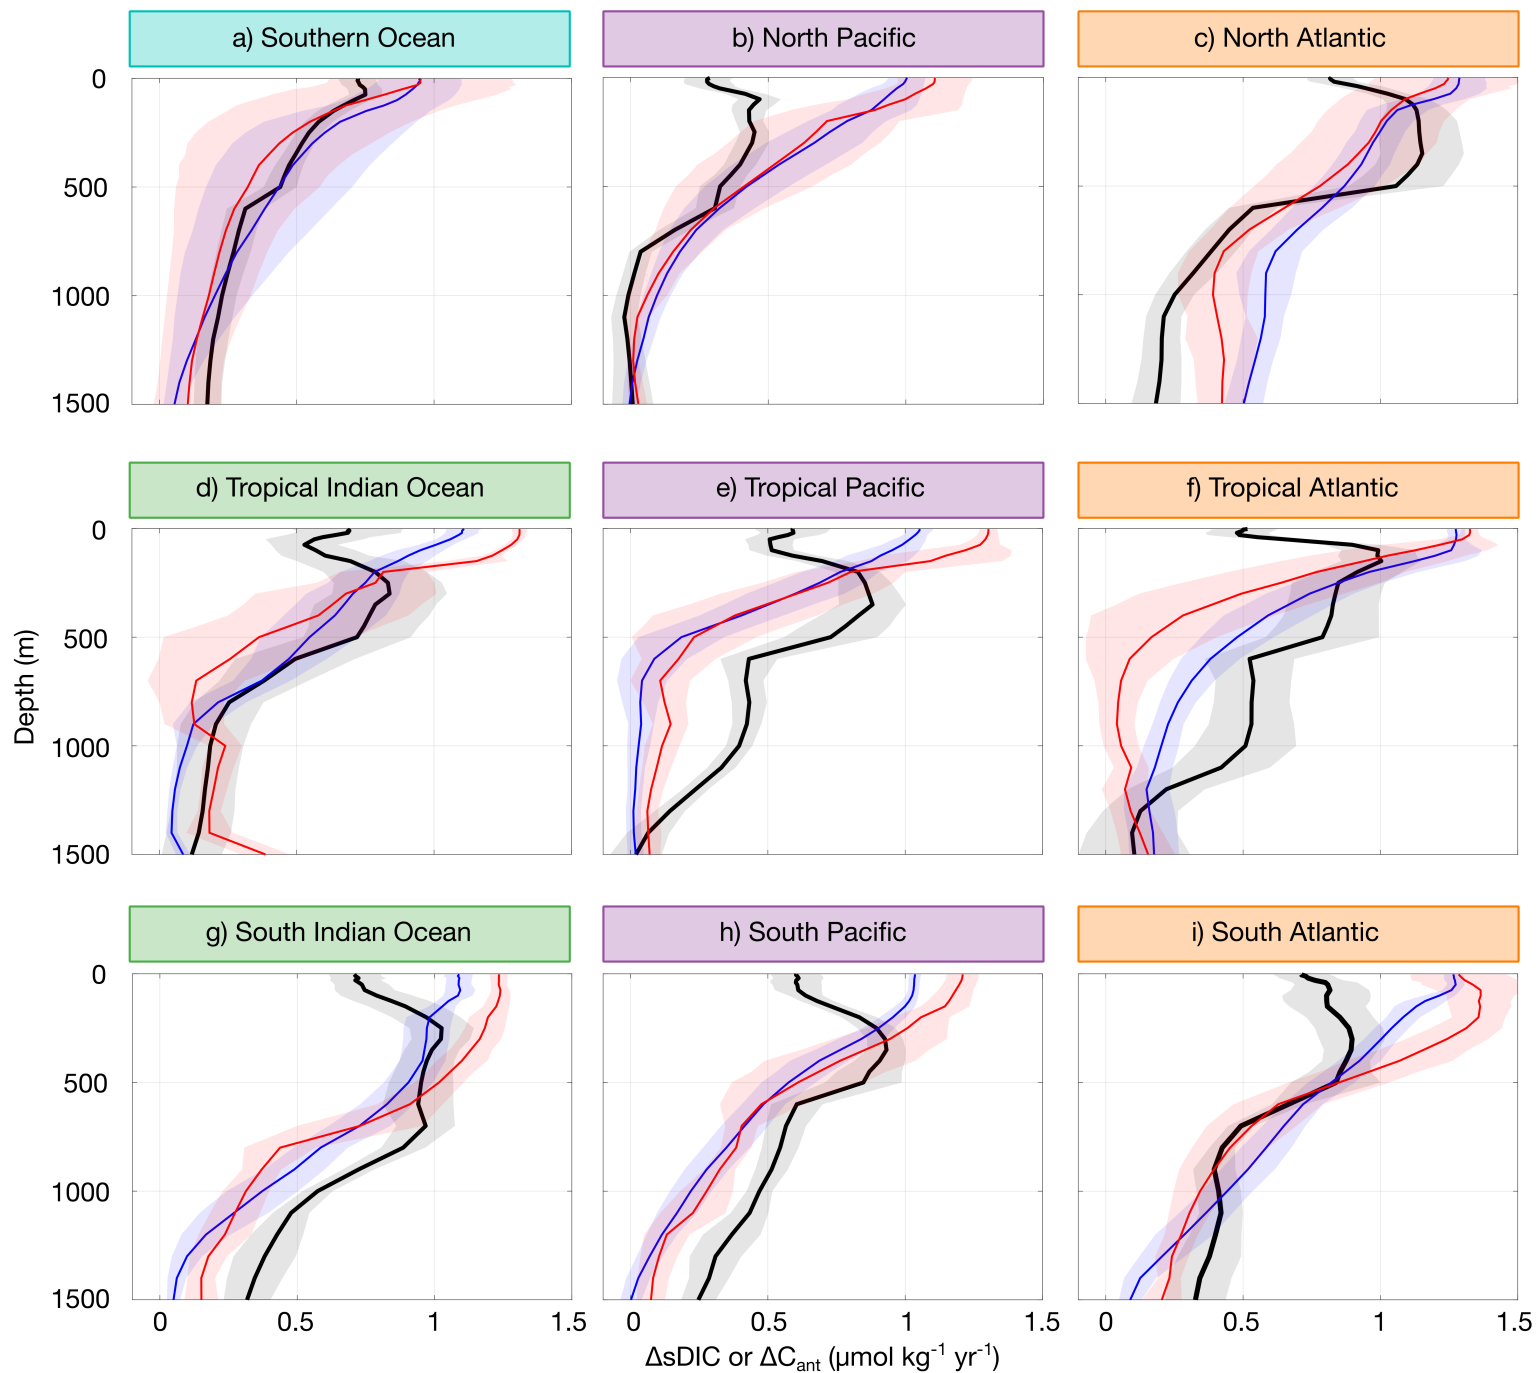 a) Southern Ocean
b) North Pacific
c) North Atlantic
0
500
1000
1500
d) Tropical Indian Ocean
e) Tropical Pacific
f) Tropical Atlantic
0
500
1000
1500
Depth (m)
g) South Indian Ocean
h) South Pacific
i) South Atlantic
0
500
1000
1500
0 0.5 1 1.5
0 0.5 1 1.5
0 0.5 1 1.5
ΔsDIC or ΔCant (μmol kg-1 yr-1)